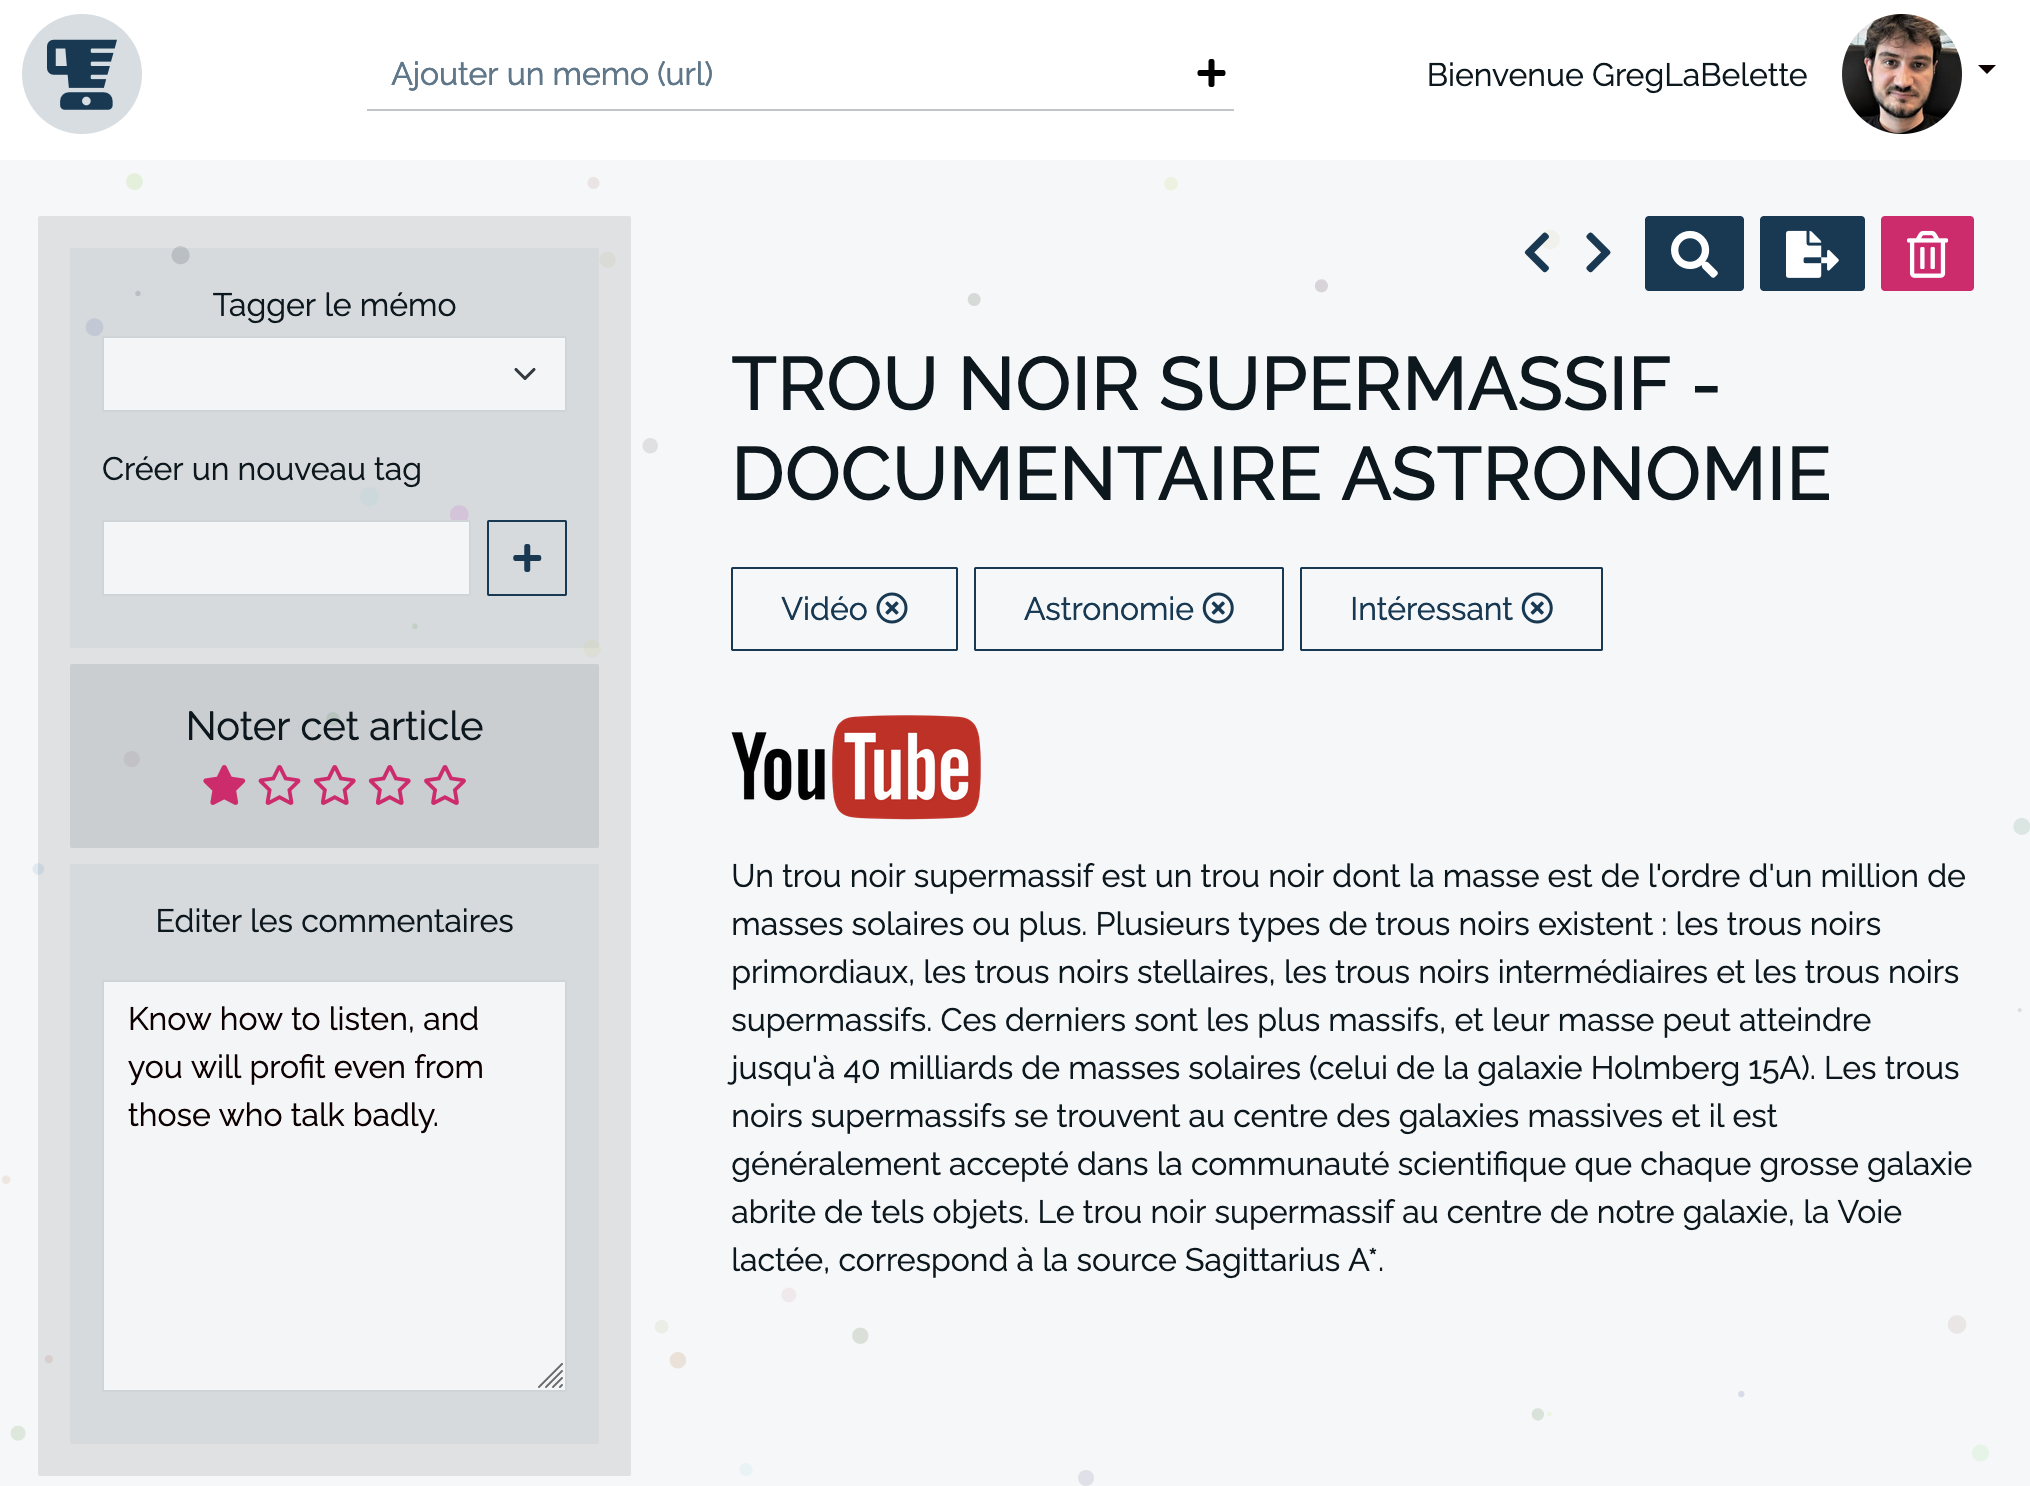 Ajouter un memo (url)
Bienvenue GregLaBelette
Tagger le mémo
Créer un nouveau tag
Noter cet article
Editer les commentaires
Know how to listen, and
you will profit even from
those who talk badly.
TROU NOIR SUPERMASSIF -
DOCUMENTAIRE ASTRONOMIE
Vidéo
Astronomie
Intéressant
YouTube
Un trou noir supermassif est un trou noir dont la masse est de l'ordre d'un million de
masses solaires ou plus. Plusieurs types de trous noirs existent : les trous noirs
primordiaux, les trous noirs stellaires, les trous noirs intermédiaires et les trous noirs
supermassifs. Ces derniers sont les plus massifs, et leur masse peut atteindre
jusqu'à 40 milliards de masses solaires (celui de la galaxie Holmberg 15A). Les trous
noirs supermassifs se trouvent au centre des galaxies massives et il est
généralement accepté dans la communauté scientifique que chaque grosse galaxie
abrite de tels objets. Le trou noir supermassif au centre de notre galaxie, la Voie
lactée, correspond à la source Sagittarius A*.